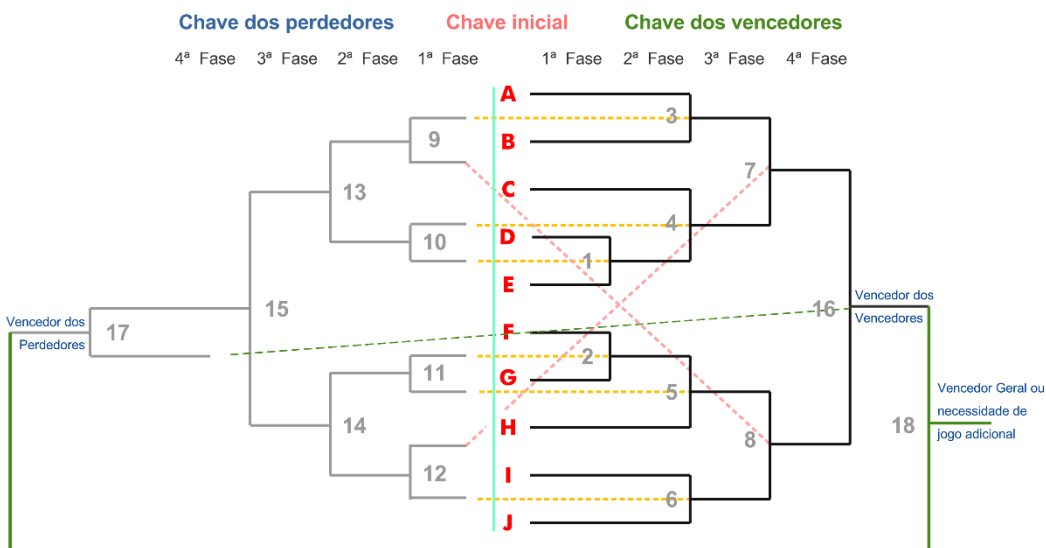 Chave dos perdedores Chave inicial Chave dos vencedores
4ª Fase 3ª Fase 2ª Fase 1ª Fase 1ª Fase 2ª Fase 3ª Fase 4ª Fase
A
3
9
B
7
13
C
4
10
D
1
E
15
16
Vencedor dos
Vencedores
Vencedor dos
Perdedores
17
F
2
11
G
5
Vencedor Geral ou
necessidade de
jogo adicional
18
14
H
8
12
I
6
J